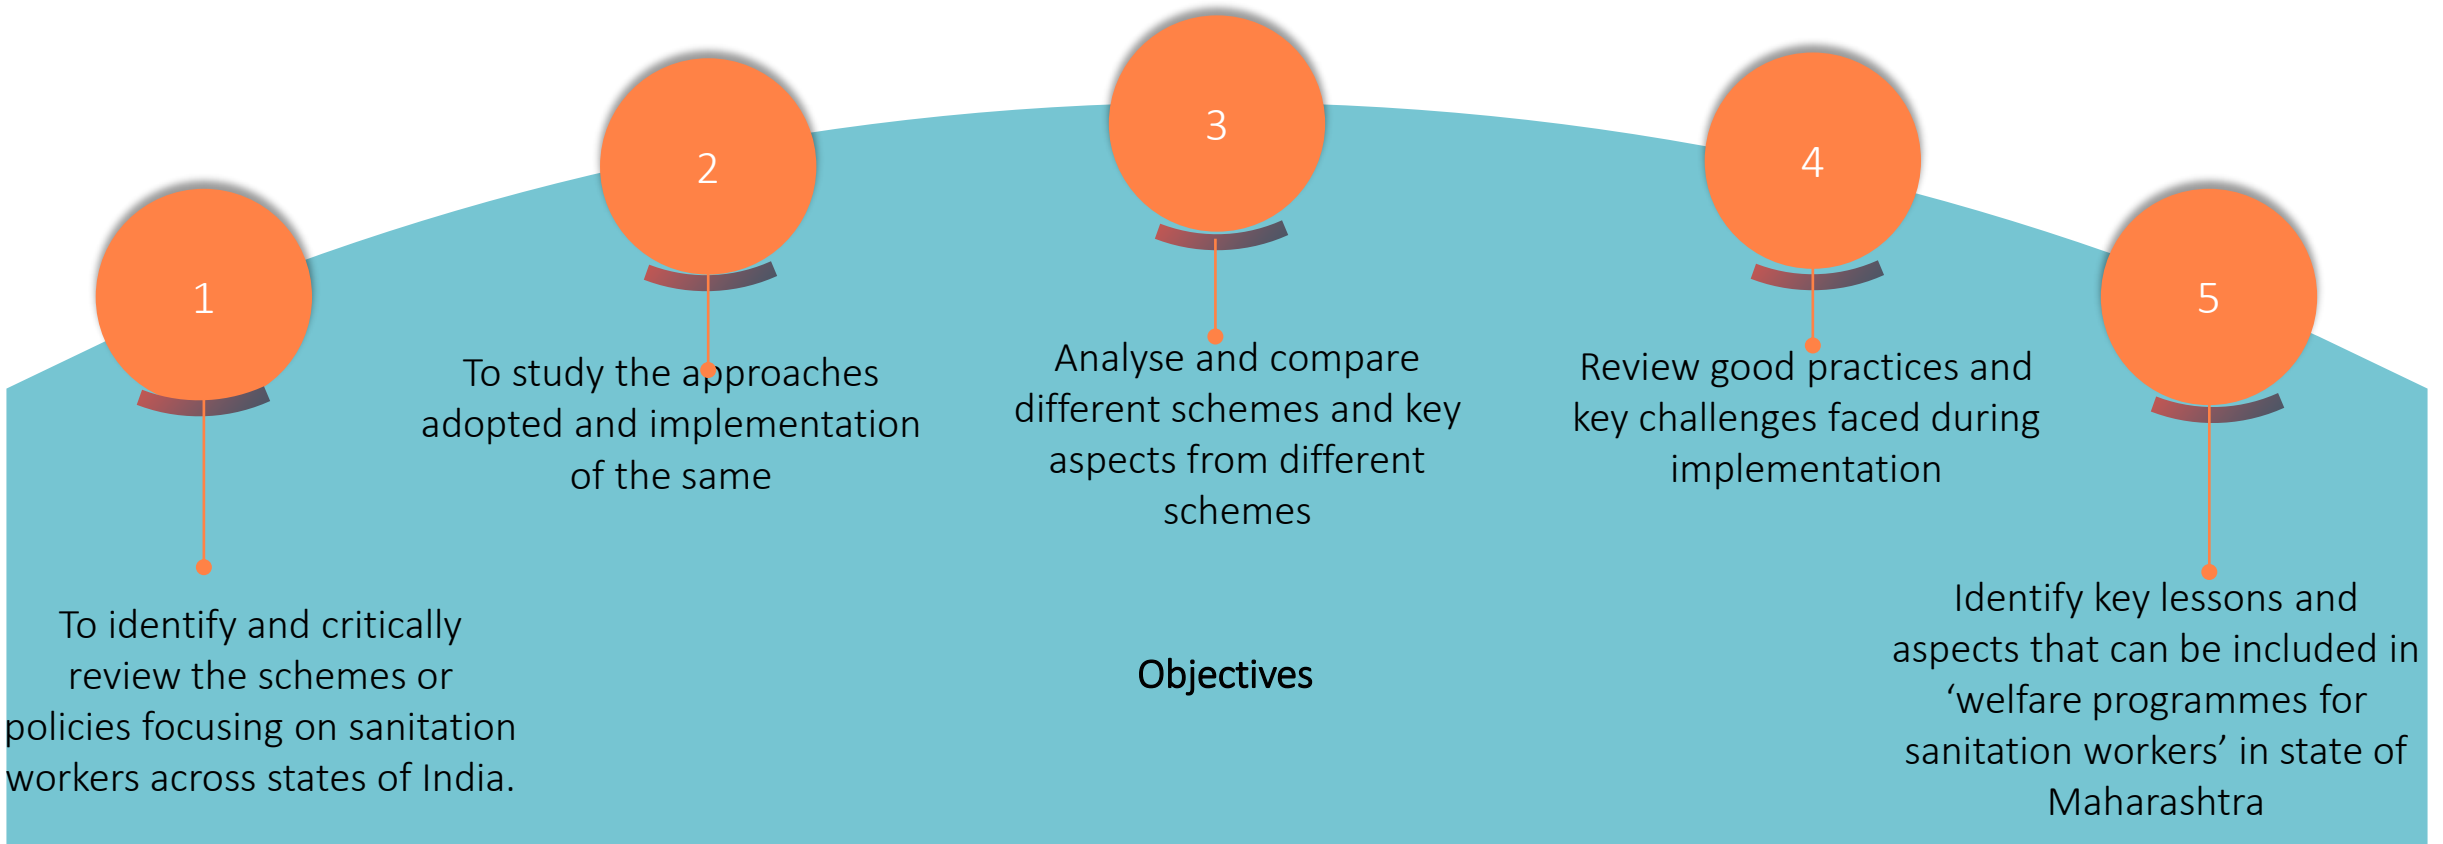 1
To identify and critically
review the schemes or
policies focusing on sanitation
workers across states of India.
2
To study the approaches
adopted and implementation
of the same
3
Analyse and compare
different schemes and key
aspects from different
schemes
4
Review good practices and
key challenges faced during
implementation
5
Identify key lessons and
aspects that can be included in
‘welfare programmes for
sanitation workers’ in state of
Maharashtra
Objectives